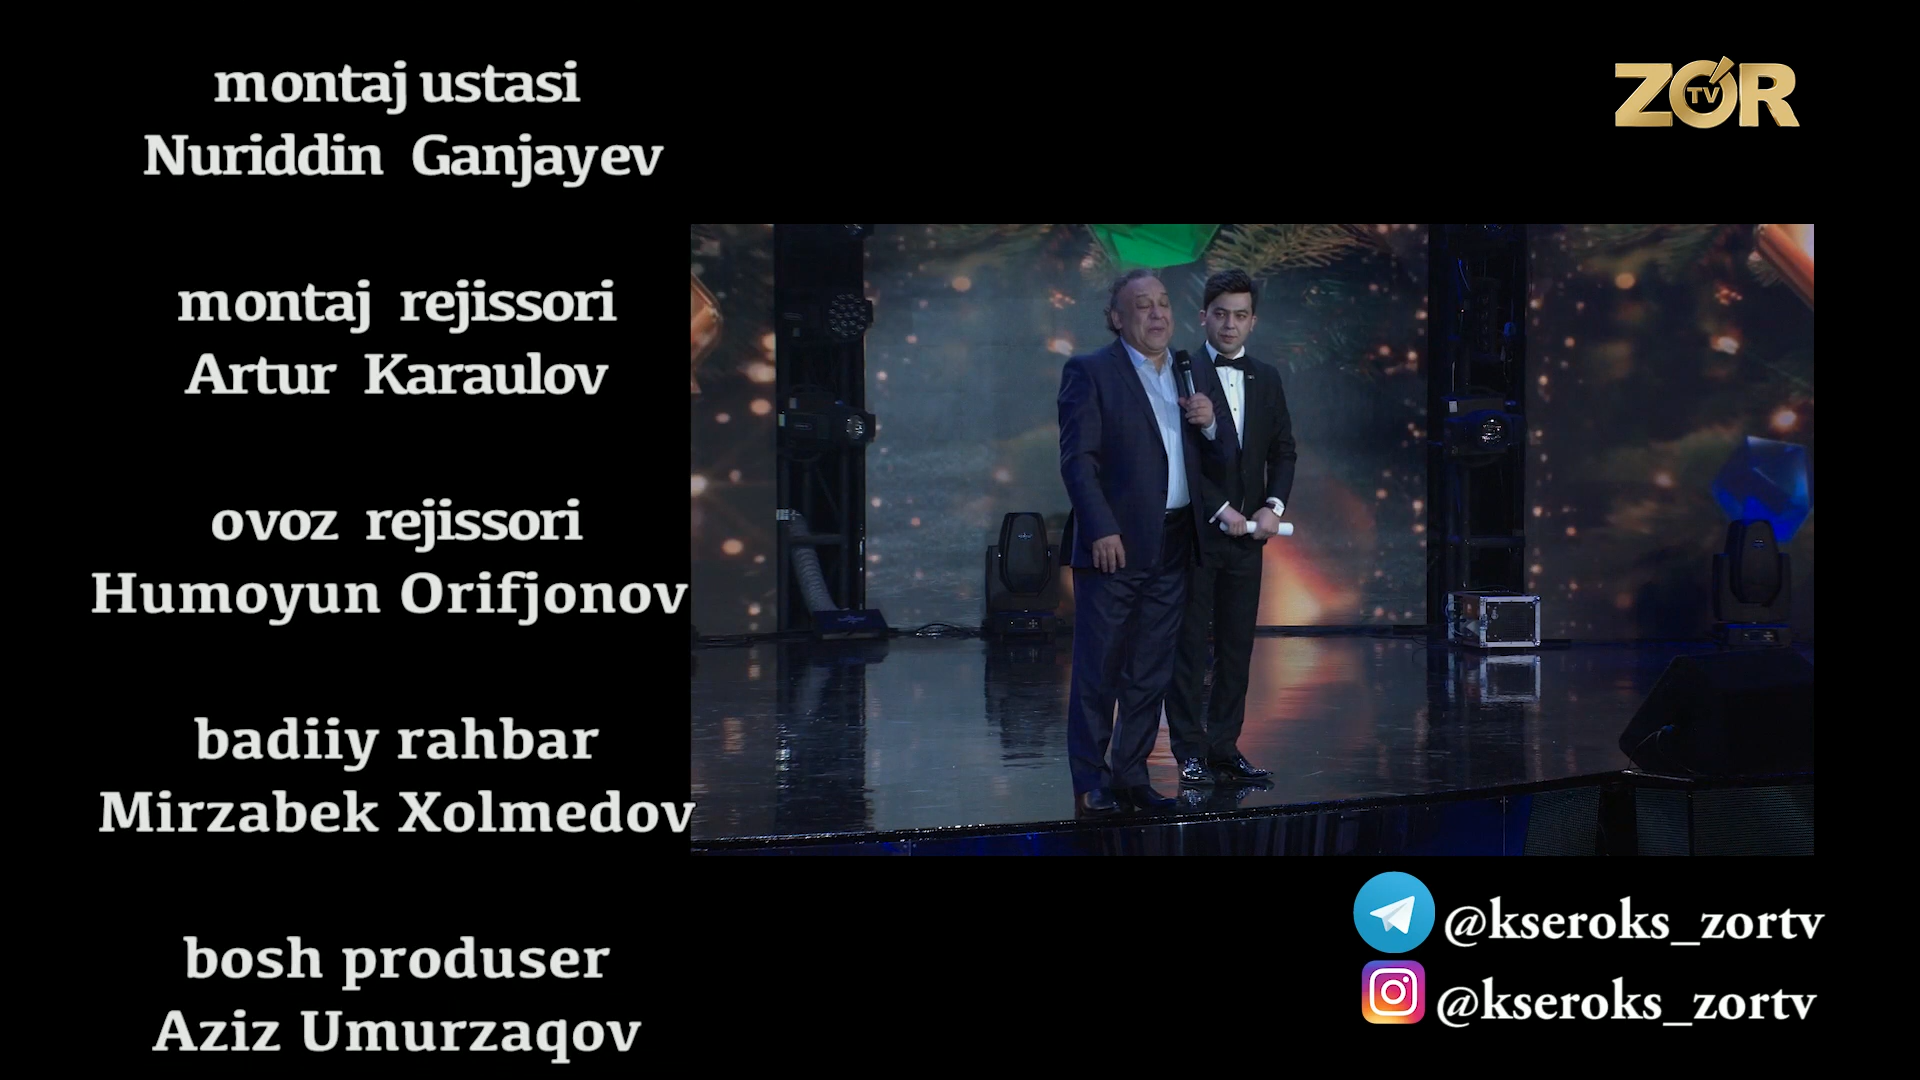 montaj ustasi
Nuriddin Ganjayev
montaj rejissori
Artur Karaulov
ovoz rejissori
Humoyun Orifjonov
badiiy rahbar
Mirzabek Xolmedov
bosh produser
Aziz Umurzaqov
ZO'R TV
@kseroks_zortv
@kseroks_zortv